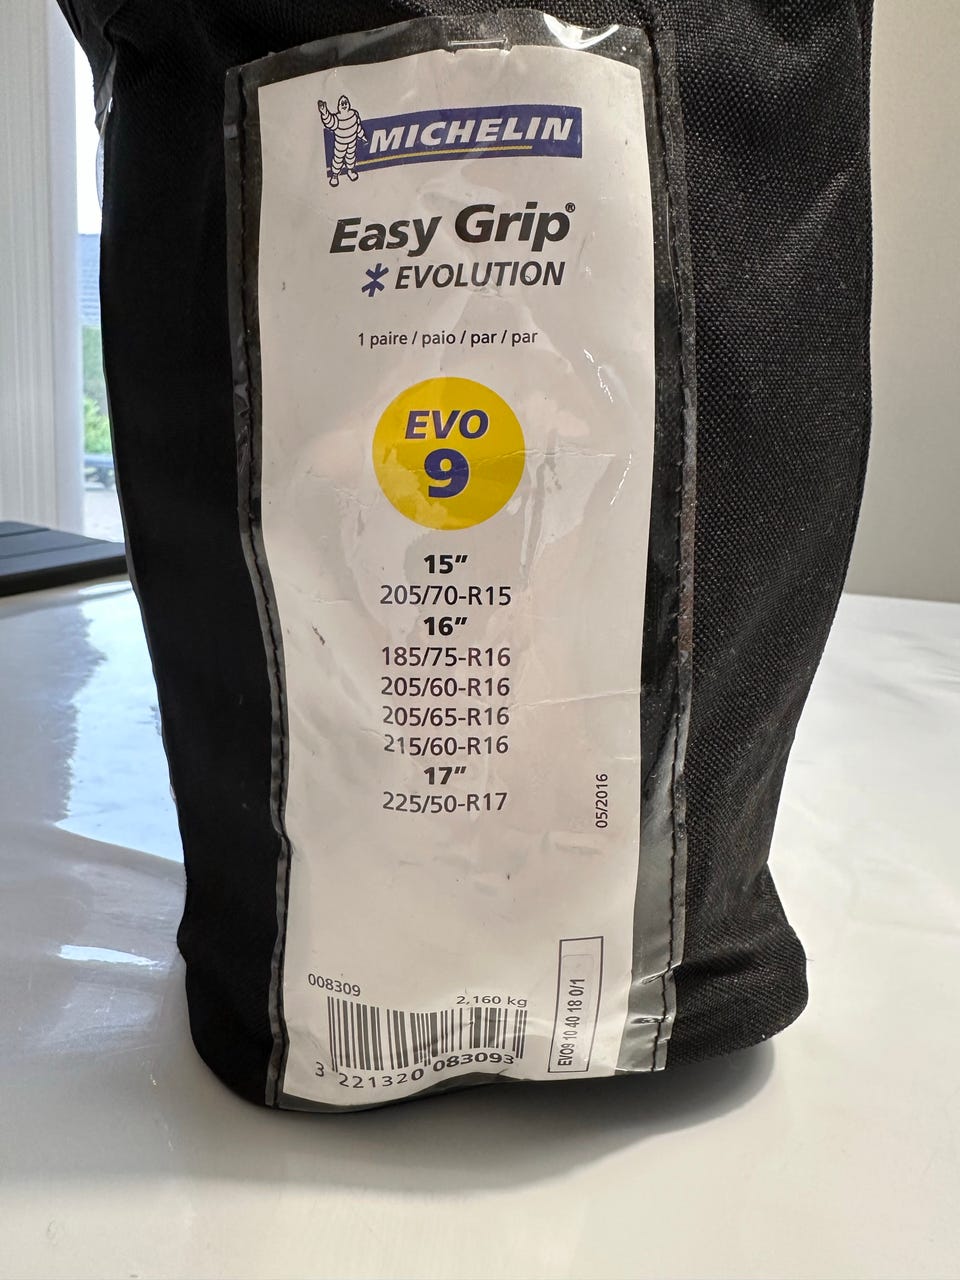 MICHELIN
Easy Grip®
* EVOLUTION
1 paire / paio / par / par
EVO
9
15"
205/70-R15
16"
185/75-R16
205/60-R16
205/65-R16
215/60-R16
17"
225/50-R17
05/2016
008309
2,160 kg
3 221320 083093
EVO9 10 40 18 0/1